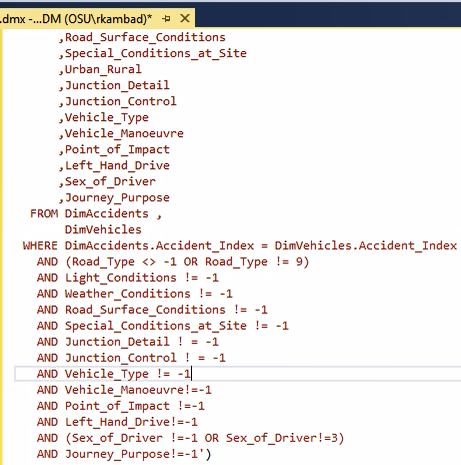 .dmx -...DM (OSU\rkambad)*
,Road_Surface_Conditions
,Special_Conditions_at_Site
,Urban_Rural
,Junction_Detail
,Junction_Control
,Vehicle_Type
,Vehicle_Manoeuvre
,Point_of_Impact
,Left_Hand_Drive
,Sex_of_Driver
,Journey_Purpose
FROM DimAccidents ,
DimVehicles
WHERE DimAccidents.Accident_Index = DimVehicles.Accident_Index
AND (Road_Type <> -1 OR Road_Type != 9)
AND Light_Conditions != -1
AND Weather_Conditions != -1
AND Road_Surface_Conditions != -1
AND Special_Conditions_at_Site != -1
AND Junction_Detail ! = -1
AND Junction_Control ! = -1
AND Vehicle_Type != -1
AND Vehicle_Manoeuvre!=-1
AND Point_of_Impact != -1
AND Left_Hand_Drive!=-1
AND (Sex_of_Driver !=-1 OR Sex_of_Driver!=3)
AND Journey_Purpose!=-1')